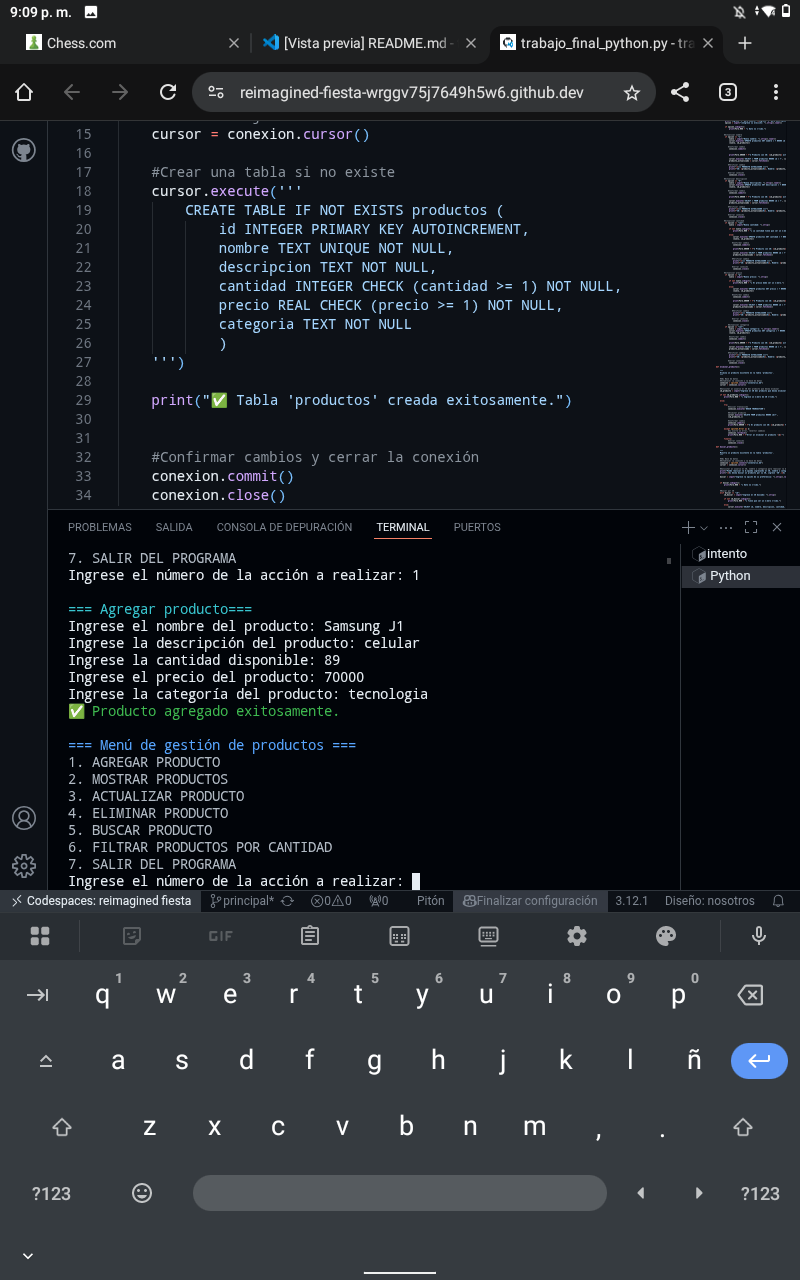 9:09 p. m.
Chess.com
[Vista previa] README.md -
trabajo_final_python.py - tra
reimagined-fiesta-wrggv75j7649h5w6.github.dev
3
15 cursor = conexion.cursor()
16
17 #Crear una tabla si no existe
18 cursor.execute('''
19 CREATE TABLE IF NOT EXISTS productos (
20 id INTEGER PRIMARY KEY AUTOINCREMENT,
21 nombre TEXT UNIQUE NOT NULL,
22 descripcion TEXT NOT NULL,
23 cantidad INTEGER CHECK (cantidad >= 1) NOT NULL,
24 precio REAL CHECK (precio >= 1) NOT NULL,
25 categoria TEXT NOT NULL
26 )
27 ''')
28
29 print("✅ Tabla 'productos' creada exitosamente.")
30
31
32 #Confirmar cambios y cerrar la conexión
33 conexion.commit()
34 conexion.close()
PROBLEMAS SALIDA CONSOLA DE DEPURACIÓN TERMINAL PUERTOS
intento
Python
7. SALIR DEL PROGRAMA
Ingrese el número de la acción a realizar: 1
=== Agregar producto===
Ingrese el nombre del producto: Samsung J1
Ingrese la descripción del producto: celular
Ingrese la cantidad disponible: 89
Ingrese el precio del producto: 70000
Ingrese la categoría del producto: tecnologia
✅ Producto agregado exitosamente.
=== Menú de gestión de productos ===
1. AGREGAR PRODUCTO
2. MOSTRAR PRODUCTOS
3. ACTUALIZAR PRODUCTO
4. ELIMINAR PRODUCTO
5. BUSCAR PRODUCTO
6. FILTRAR PRODUCTOS POR CANTIDAD
7. SALIR DEL PROGRAMA
Ingrese el número de la acción a realizar:
Codespaces: reimagined fiesta principal* 0 0 0 Pitón Finalizar configuración 3.12.1 Diseño: nosotros
GIF
q1 w2 e3 r4 t5 y6 u7 i8 o9 p0
a s d f g h j k l ñ
z x c v b n m , .
?123 ?123